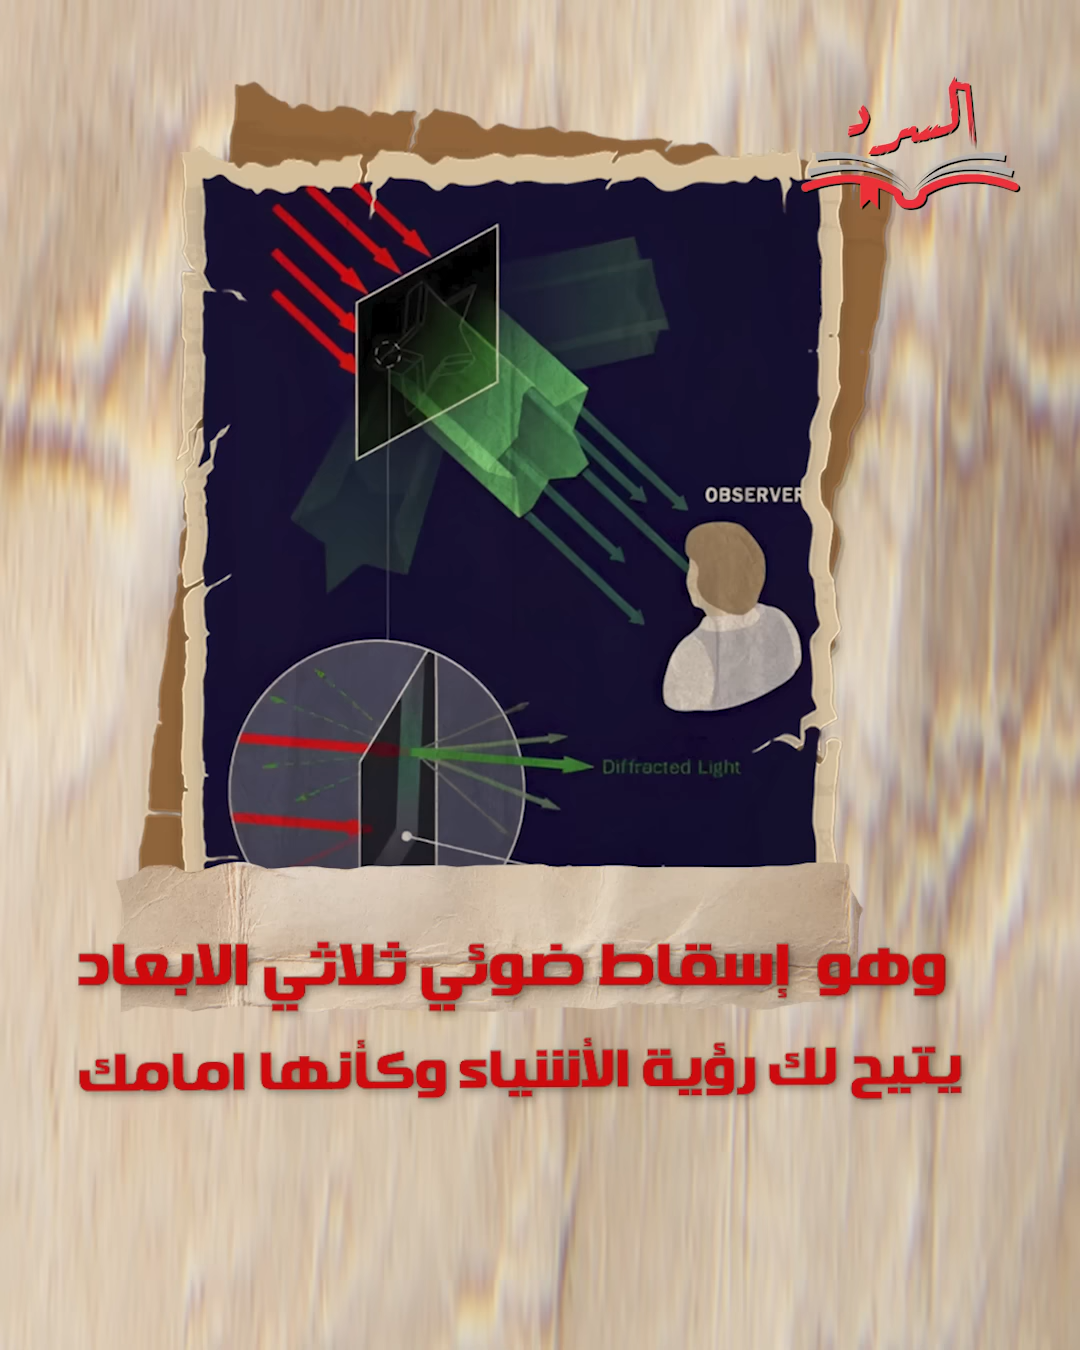 السرد
OBSERVER
Diffracted Light
وهو إسقاط ضوئي ثلاثي الابعاد
يتيح لك رؤية الأشياء وكأنها امامك